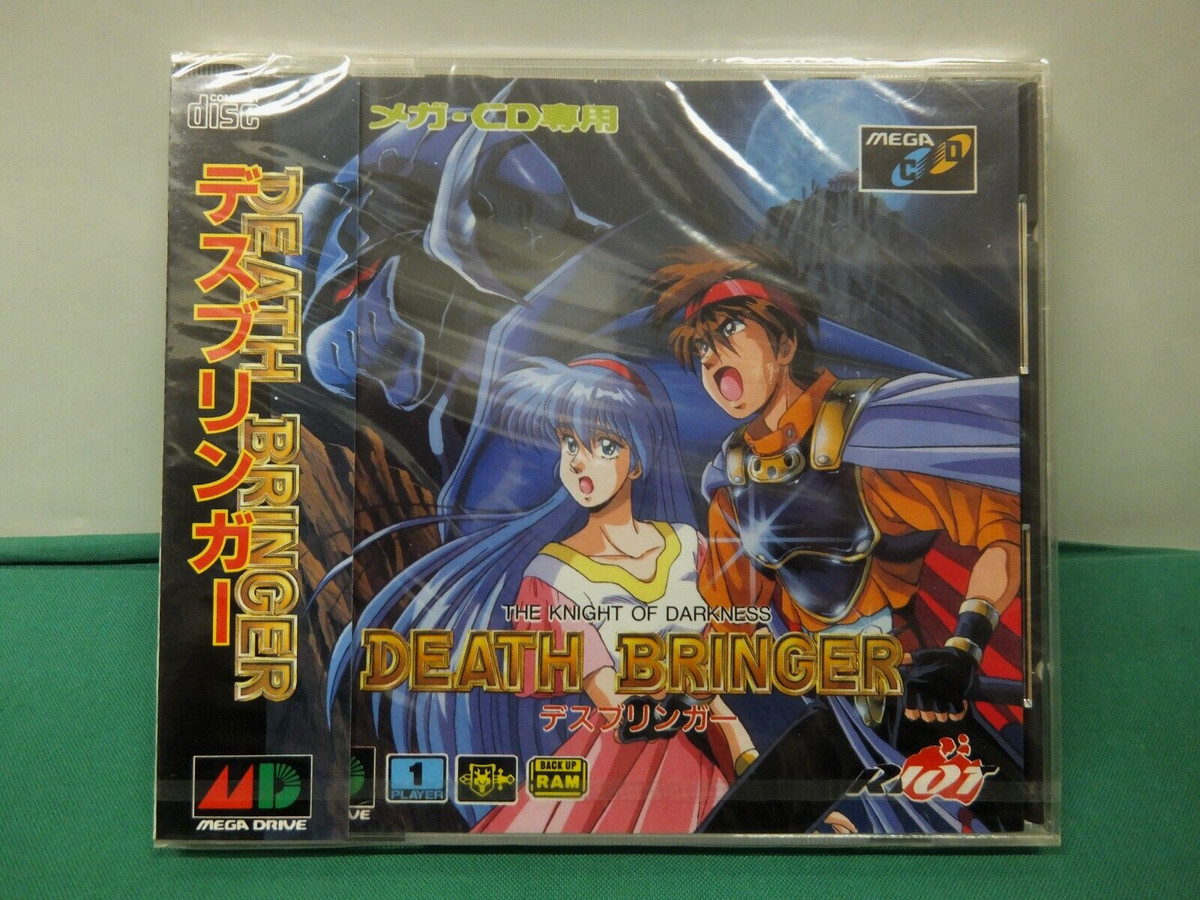 COMPACT
disc
デスブリンガー
DEATH BRINGER
MD
MEGA DRIVE
メガ・CD専用
MEGA
CD
THE KNIGHT OF DARKNESS
DEATH BRINGER
デスブリンガー
VE
1
PLAYER
BACK UP
RAM
RIOT